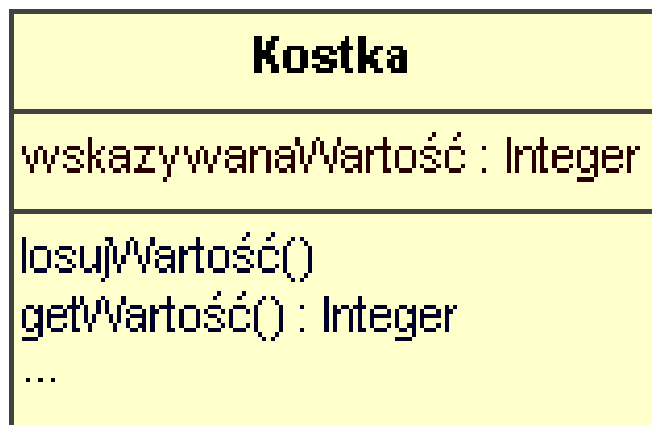 Kostka
wskazywanaWartość : Integer
losujWartość()
getWartość() : Integer
...